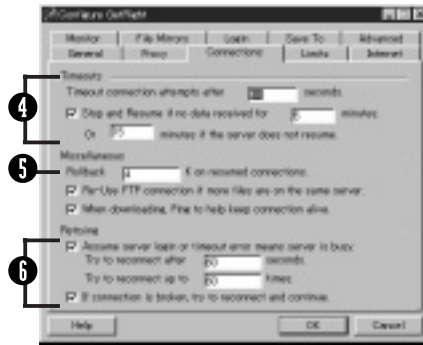 Configure GetRight
Monitor File Mirrors Login Save To Advanced
General Proxy Connections Limits Internet
4
Timeouts
Timeout connection attempts after seconds.
Stop and Resume if no data received for minutes
Or minutes if the server does not resume.
5
Miscellaneous
Rollback 4 K on resumed connections.
Re-Use FTP connection if more files are on the same server.
When downloading, Ping to help keep connection alive.
6
Retrying
Assume server login or timeout error means server is busy.
Try to reconnect after 60 seconds.
Try to reconnect up to 60 times.
If connection is broken, try to reconnect and continue.
Help OK Cancel